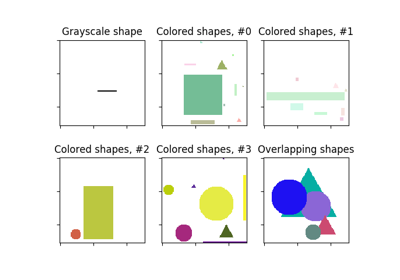 Grayscale shape
Colored shapes, #0
Colored shapes, #1
Colored shapes, #2
Colored shapes, #3
Overlapping shapes